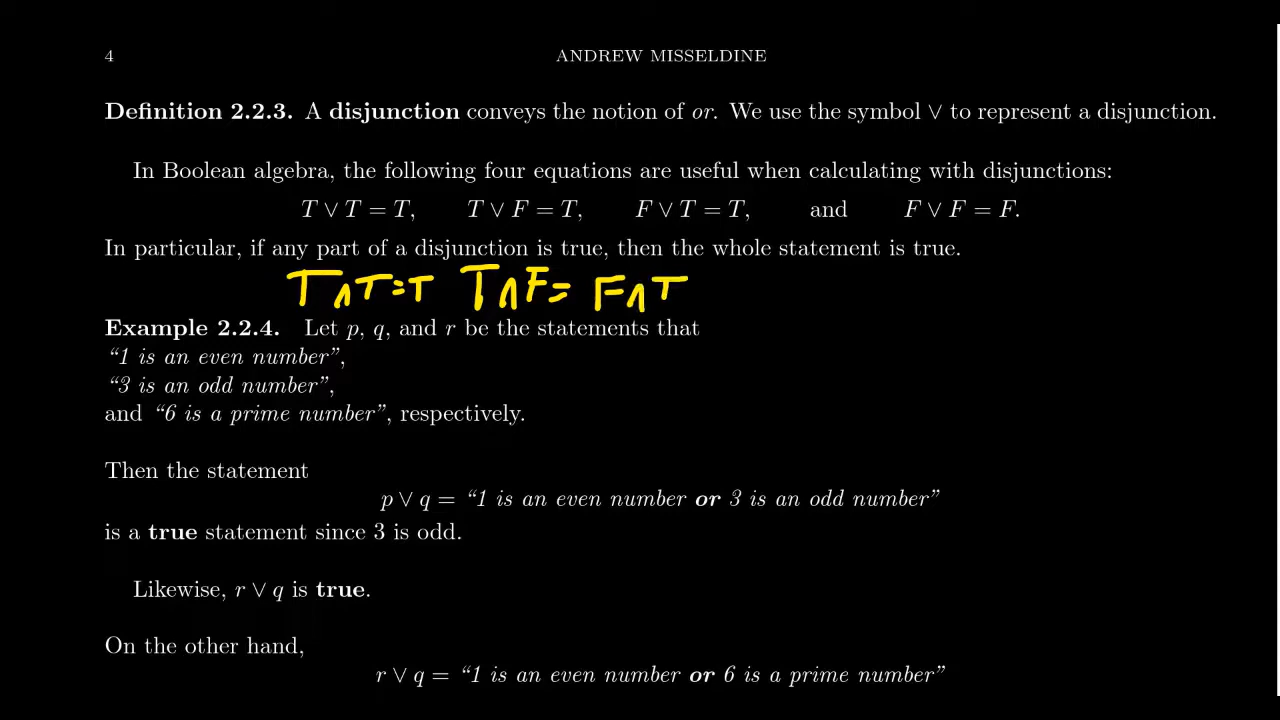 4 ANDREW MISSELDINE
Definition 2.2.3. A disjunction conveys the notion of or. We use the symbol ∨ to represent a disjunction.
In Boolean algebra, the following four equations are useful when calculating with disjunctions:
T ∨ T = T, T ∨ F = T, F ∨ T = T, and F ∨ F = F.
In particular, if any part of a disjunction is true, then the whole statement is true.
T ∧ T = T T ∧ F = F ∧ T
Example 2.2.4. Let p, q, and r be the statements that
“1 is an even number”,
“3 is an odd number”,
and “6 is a prime number”, respectively.
Then the statement
p ∨ q = “1 is an even number or 3 is an odd number”
is a true statement since 3 is odd.
Likewise, r ∨ q is true.
On the other hand,
r ∨ q = “1 is an even number or 6 is a prime number”